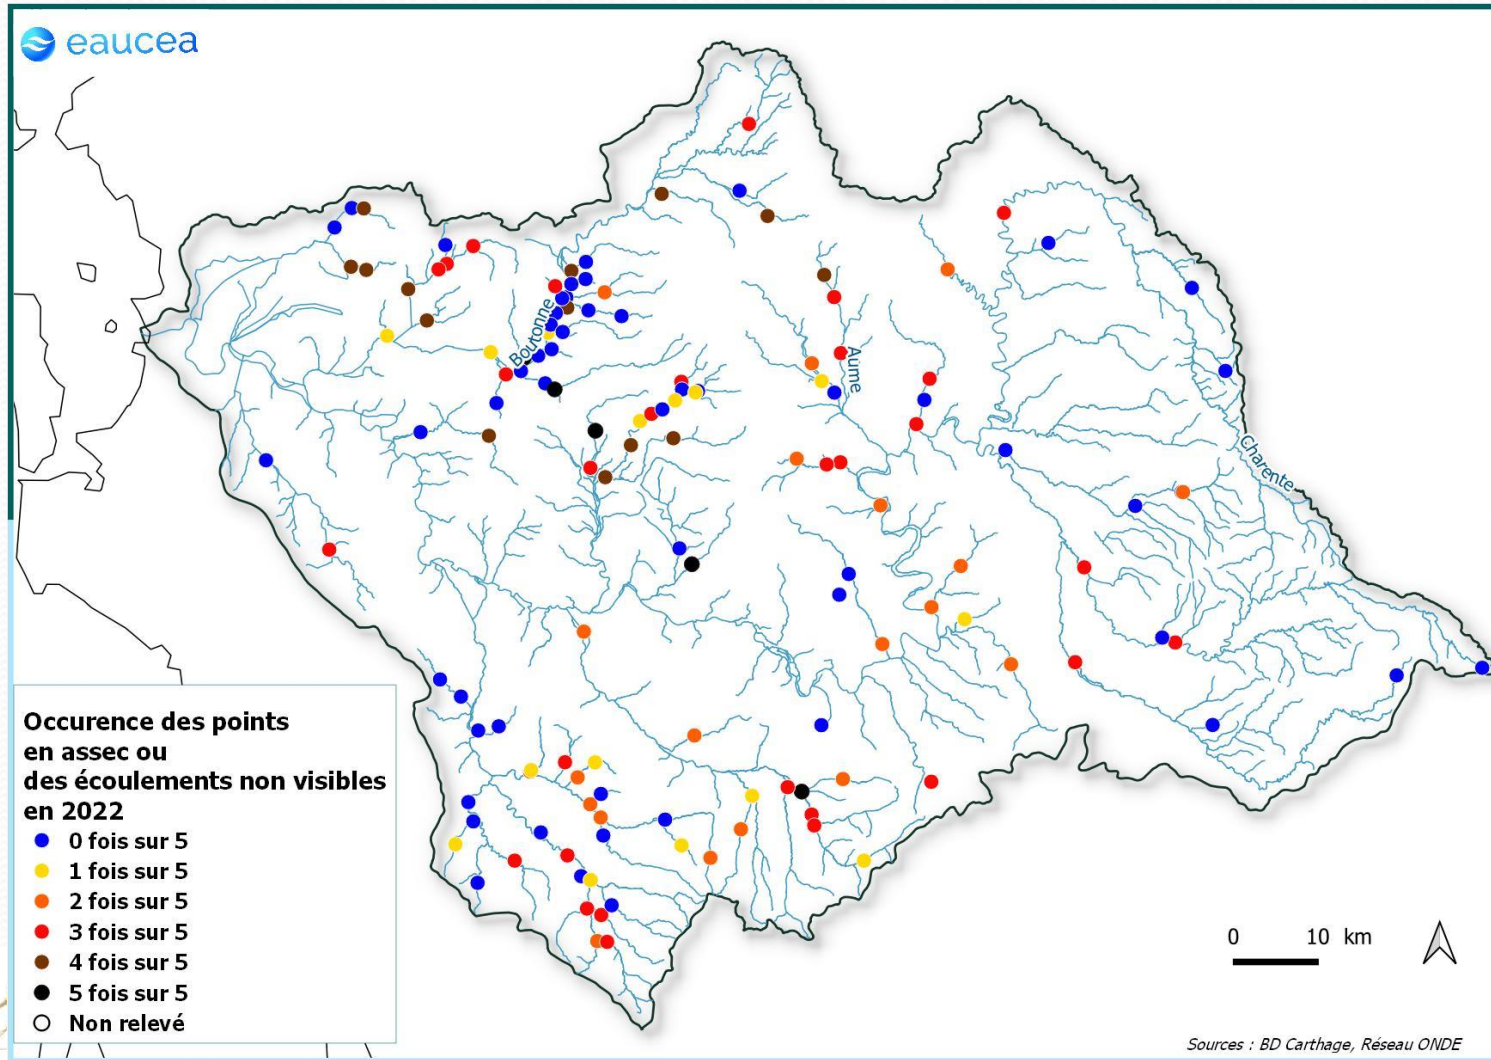 eaucea
Boutonne
Aume
Charente
Occurence des points
en assec ou
des écoulements non visibles
en 2022
0 fois sur 5
1 fois sur 5
2 fois sur 5
3 fois sur 5
4 fois sur 5
5 fois sur 5
Non relevé
0 10 km
Sources : BD Carthage, Réseau ONDE